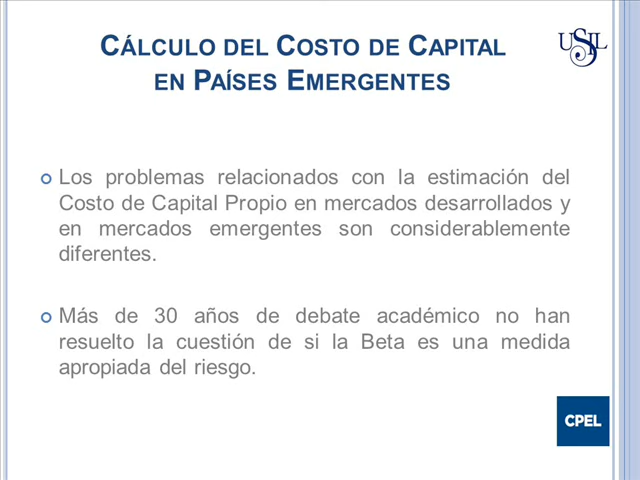 CÁLCULO DEL COSTO DE CAPITAL
EN PAÍSES EMERGENTES
USIL
Los problemas relacionados con la estimación del
Costo de Capital Propio en mercados desarrollados y
en mercados emergentes son considerablemente
diferentes.
Más de 30 años de debate académico no han
resuelto la cuestión de si la Beta es una medida
apropiada del riesgo.
CPEL